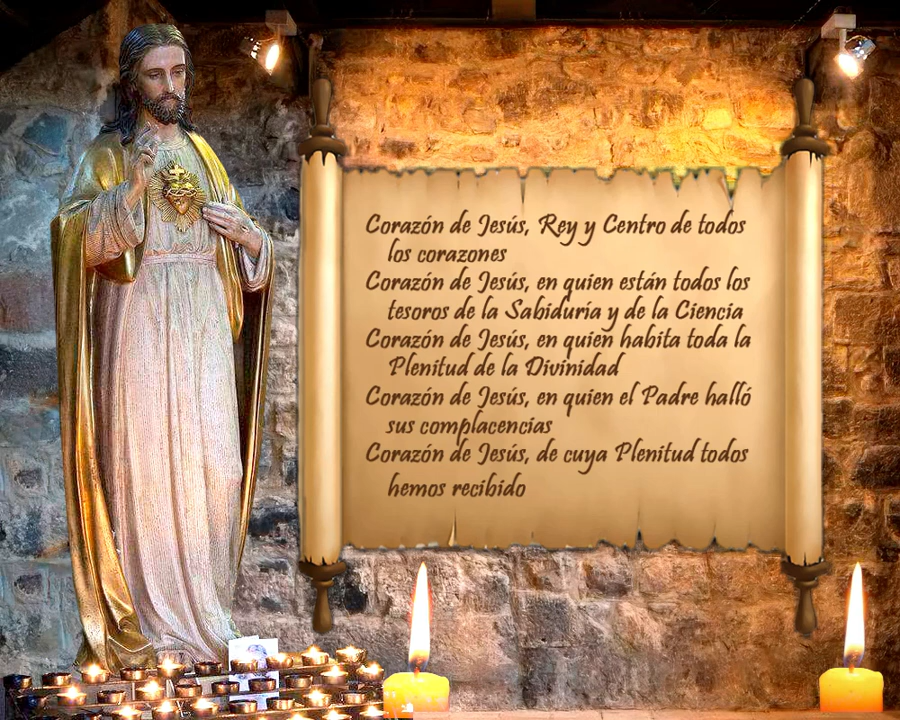 Corazón de Jesús, Rey y Centro de todos
los corazones
Corazón de Jesús, en quien están todos los
tesoros de la Sabiduría y de la Ciencia
Corazón de Jesús, en quien habita toda la
Plenitud de la Divinidad
Corazón de Jesús, en quien el Padre halló
sus complacencias
Corazón de Jesús, de cuya Plenitud todos
hemos recibido